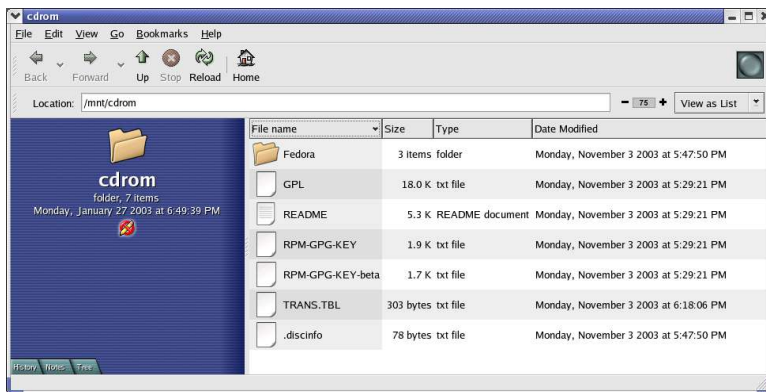 cdrom
File Edit View Go Bookmarks Help
Back Forward Up Stop Reload Home
Location: /mnt/cdrom 75 View as List
cdrom
folder, 7 items
Monday, January 27 2003 at 6:49:39 PM
File name Size Type Date Modified
Fedora 3 items folder Monday, November 3 2003 at 5:47:50 PM
GPL 18.0 K txt file Monday, November 3 2003 at 5:29:21 PM
README 5.3 K README document Monday, November 3 2003 at 5:29:21 PM
RPM-GPG-KEY 1.9 K txt file Monday, November 3 2003 at 5:29:21 PM
RPM-GPG-KEY-beta 1.7 K txt file Monday, November 3 2003 at 5:29:21 PM
TRANS.TBL 303 bytes txt file Monday, November 3 2003 at 6:18:06 PM
.discinfo 78 bytes txt file Monday, November 3 2003 at 5:47:50 PM
History Notes Tree